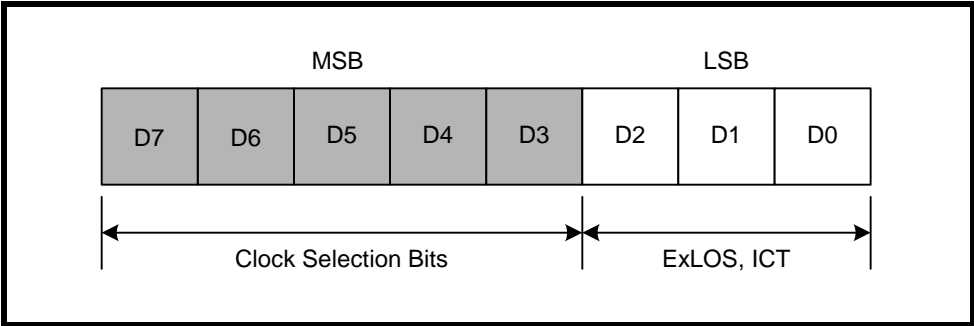 MSB LSB
D7 D6 D5 D4 D3 D2 D1 D0
Clock Selection Bits ExLOS, ICT